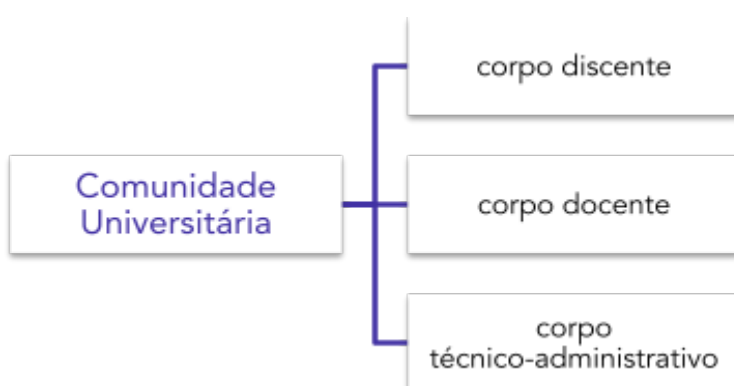 corpo discente
Comunidade
Universitária
corpo docente
corpo
técnico-administrativo